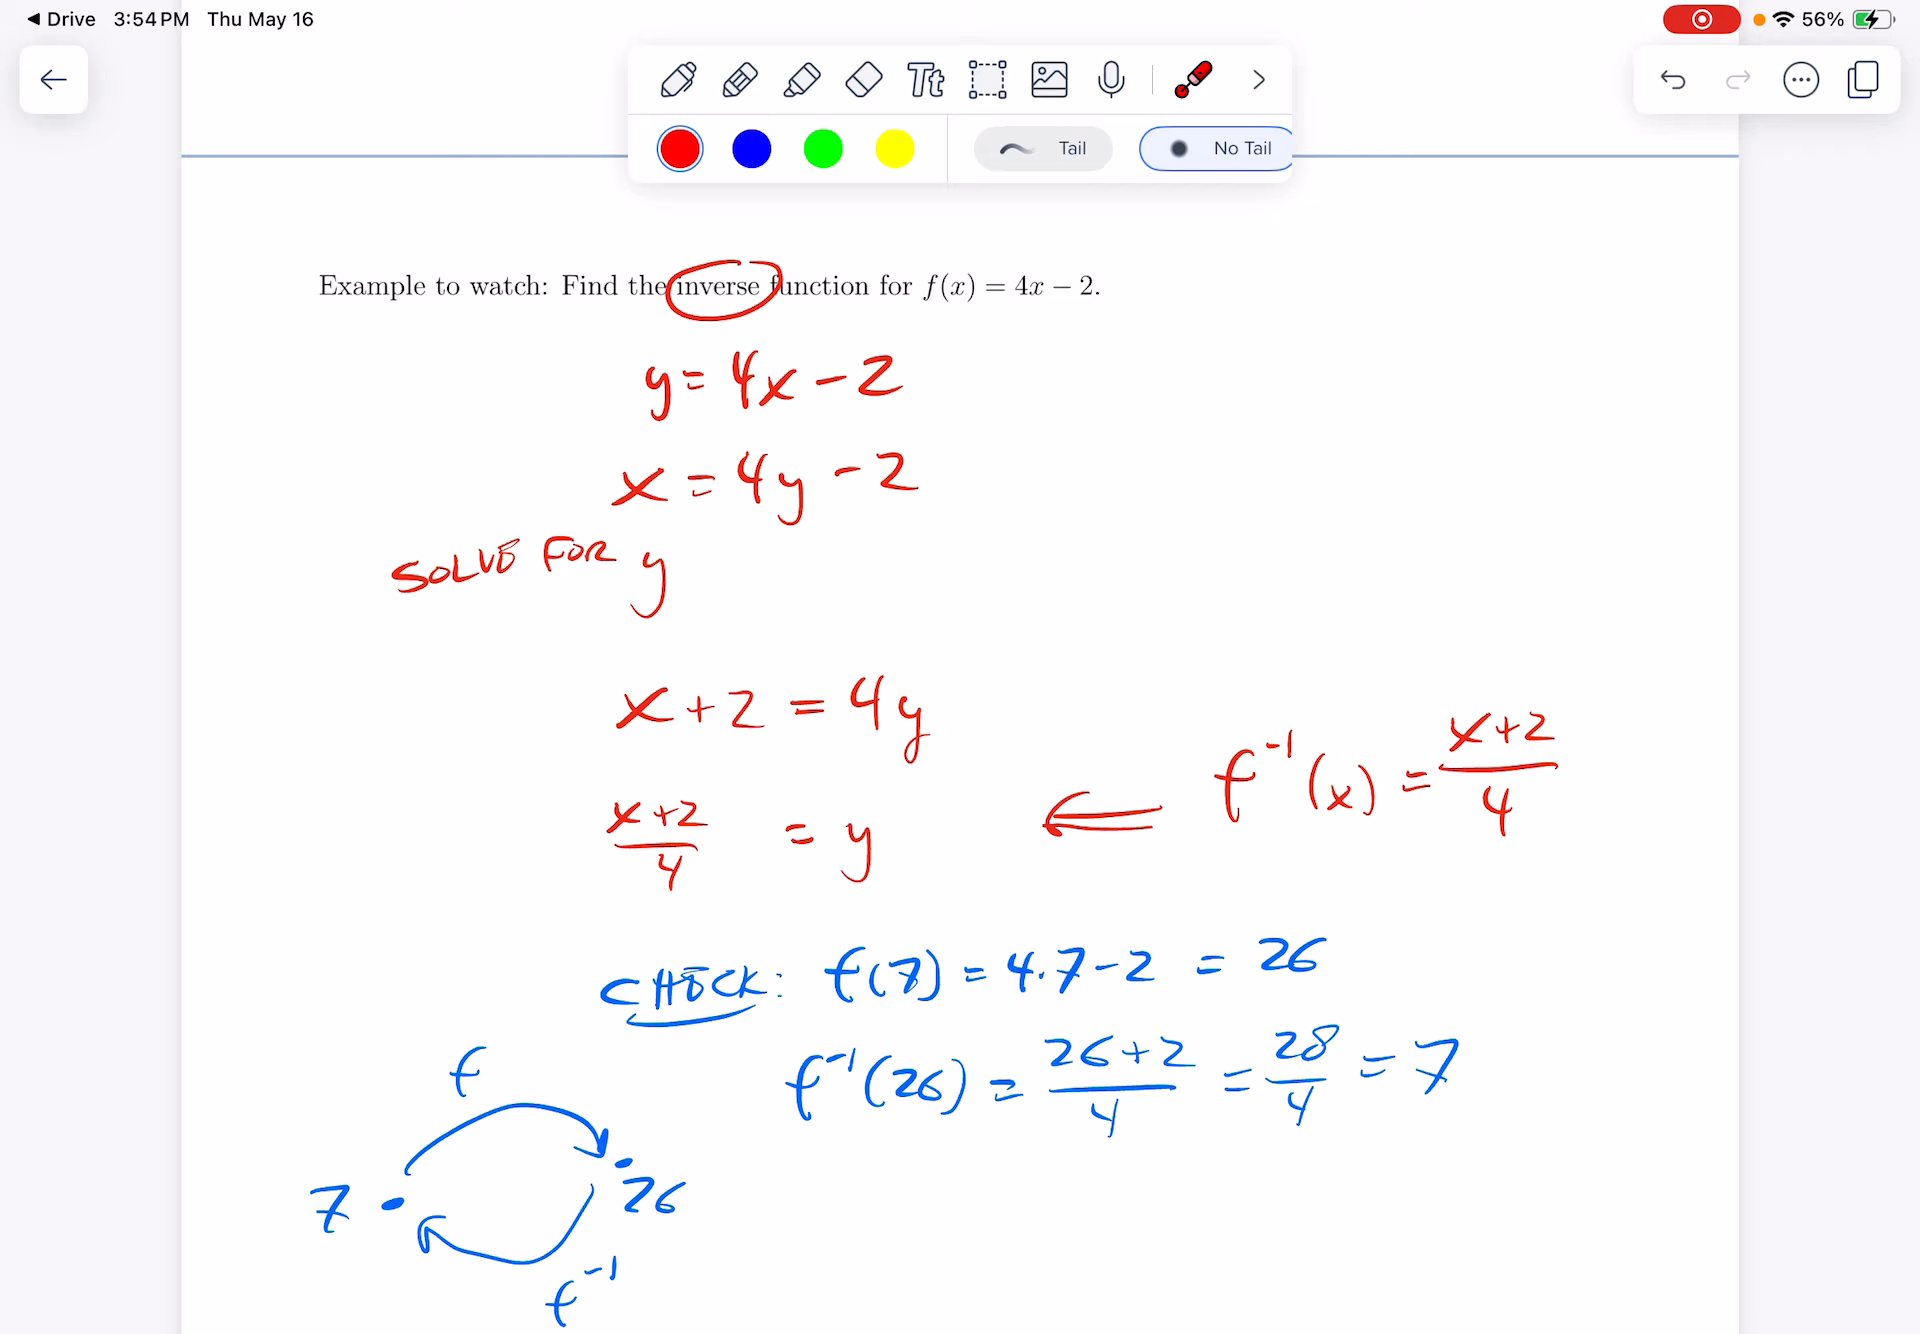 ◀ Drive 3:54 PM Thu May 16 56%
Tt
Tail No Tail
Example to watch: Find the inverse function for f(x) = 4x − 2.
y = 4x − 2
x = 4y − 2
SOLVE FOR y
x + 2 = 4y
f⁻¹(x) = (x+2)/4
(x+2)/4 = y
CHECK: f(7) = 4·7 − 2 = 26
f⁻¹(26) = (26+2)/4 = 28/4 = 7
f
7 • • 26
f⁻¹